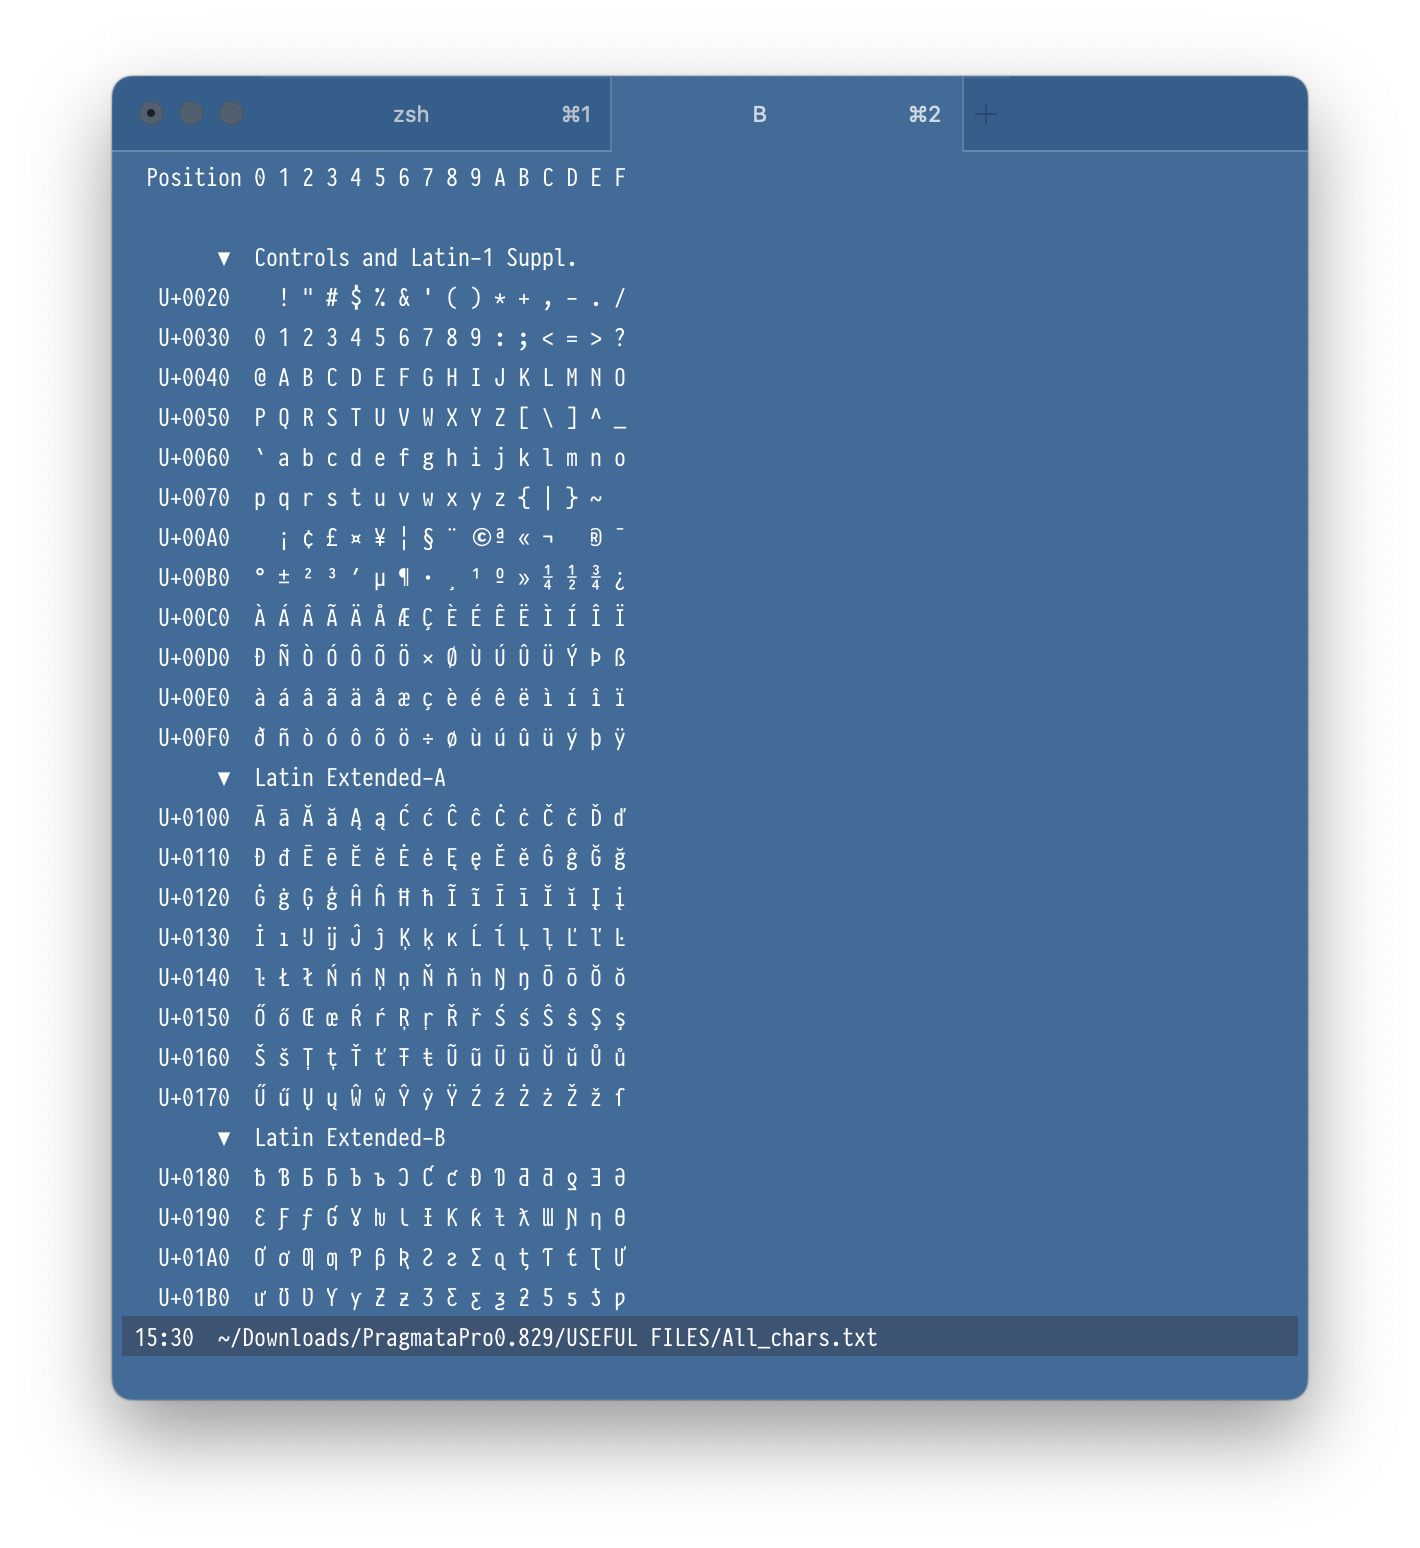 zsh ⌘1 B ⌘2 +
Position 0 1 2 3 4 5 6 7 8 9 A B C D E F
▼ Controls and Latin-1 Suppl.
U+0020   ! " # $ % & ' ( ) * + , - . /
U+0030 0 1 2 3 4 5 6 7 8 9 : ; < = > ?
U+0040 @ A B C D E F G H I J K L M N O
U+0050 P Q R S T U V W X Y Z [ \ ] ^ _
U+0060 ` a b c d e f g h i j k l m n o
U+0070 p q r s t u v w x y z { | } ~
U+00A0   ¡ ¢ £ ¤ ¥ ¦ § ¨ © ª « ¬   ® ¯
U+00B0 ° ± ² ³ ´ µ ¶ · ¸ ¹ º » ¼ ½ ¾ ¿
U+00C0 À Á Â Ã Ä Å Æ Ç È É Ê Ë Ì Í Î Ï
U+00D0 Ð Ñ Ò Ó Ô Õ Ö × Ø Ù Ú Û Ü Ý Þ ß
U+00E0 à á â ã ä å æ ç è é ê ë ì í î ï
U+00F0 ð ñ ò ó ô õ ö ÷ ø ù ú û ü ý þ ÿ
▼ Latin Extended-A
U+0100 Ā ā Ă ă Ą ą Ć ć Ĉ ĉ Ċ ċ Č č Ď ď
U+0110 Đ đ Ē ē Ĕ ĕ Ė ė Ę ę Ě ě Ĝ ĝ Ğ ğ
U+0120 Ġ ġ Ģ ģ Ĥ ĥ Ħ ħ Ĩ ĩ Ī ī Ĭ ĭ Į į
U+0130 İ ı Ĳ ĳ Ĵ ĵ Ķ ķ ĸ Ĺ ĺ Ļ ļ Ľ ľ Ŀ
U+0140 ŀ Ł ł Ń ń Ņ ņ Ň ň ŉ Ŋ ŋ Ō ō Ŏ ŏ
U+0150 Ő ő Œ œ Ŕ ŕ Ŗ ŗ Ř ř Ś ś Ŝ ŝ Ş ş
U+0160 Š š Ţ ţ Ť ť Ŧ ŧ Ũ ũ Ū ū Ŭ ŭ Ů ů
U+0170 Ű ű Ų ų Ŵ ŵ Ŷ ŷ Ÿ Ź ź Ż ż Ž ž ſ
▼ Latin Extended-B
U+0180 ƀ Ɓ Ƃ ƃ Ƅ ƅ Ɔ Ƈ ƈ Ɖ Ɗ Ƌ ƌ ƍ Ǝ Ə
U+0190 Ɛ Ƒ ƒ Ɠ Ɣ ƕ Ɩ Ɨ Ƙ ƙ ƚ ƛ Ɯ Ɲ ƞ Ɵ
U+01A0 Ơ ơ Ƣ ƣ Ƥ ƥ Ʀ Ƨ ƨ Ʃ ƪ ƫ Ƭ ƭ Ʈ Ư
U+01B0 ư Ʊ Ʋ Ƴ ƴ Ƶ ƶ Ʒ Ƹ ƹ ƺ ƻ Ƽ ƽ ƾ ƿ
15:30 ~/Downloads/PragmataPro0.829/USEFUL FILES/All_chars.txt